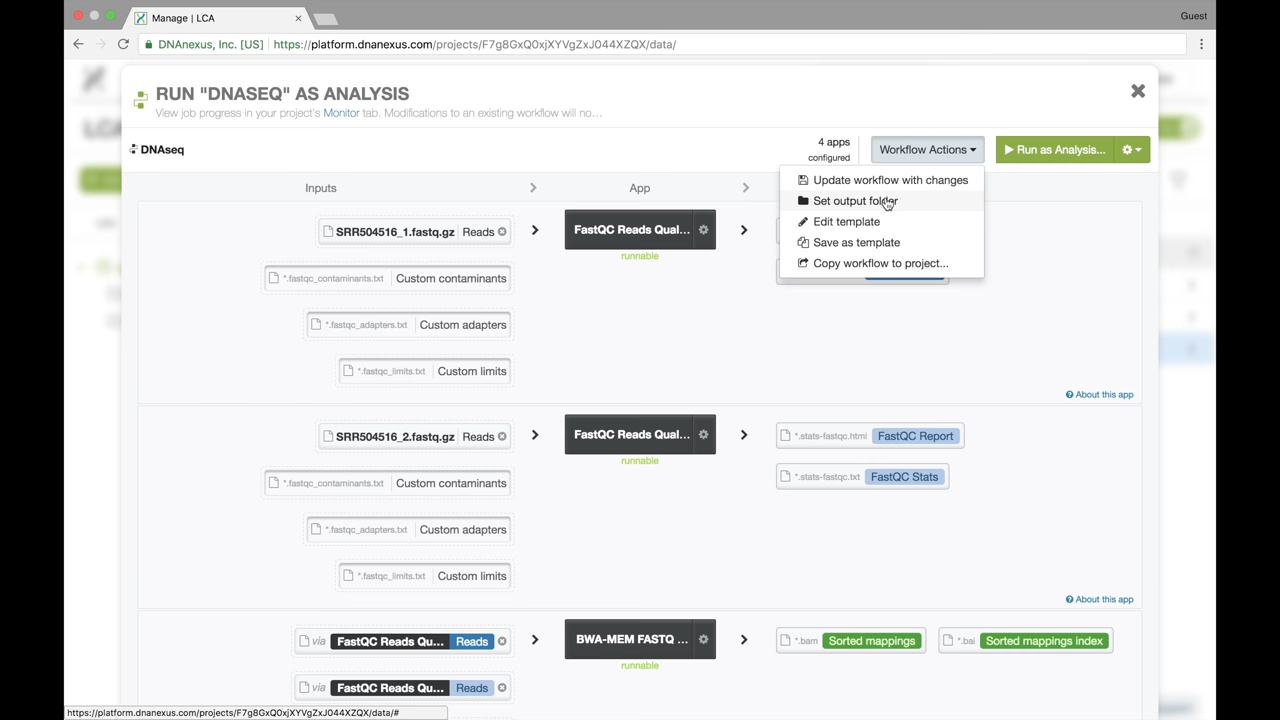 Manage | LCA
Guest
DNAnexus, Inc. [US] https://platform.dnanexus.com/projects/F7g8GxQ0xjXYVgZxJ044XZQX/data/
RUN "DNASEQ" AS ANALYSIS
View job progress in your project's Monitor tab. Modifications to an existing workflow will no…
DNAseq
4 apps
configured
Workflow Actions
Run as Analysis...
Update workflow with changes
Set output folder
Edit template
Save as template
Copy workflow to project...
Inputs
App
SRR504516_1.fastq.gz Reads
FastQC Reads Qual...
runnable
*.fastqc_contaminants.txt Custom contaminants
*.fastqc_adapters.txt Custom adapters
*.fastqc_limits.txt Custom limits
About this app
SRR504516_2.fastq.gz Reads
FastQC Reads Qual...
runnable
*.stats-fastqc.html FastQC Report
*.fastqc_contaminants.txt Custom contaminants
*.stats-fastqc.txt FastQC Stats
*.fastqc_adapters.txt Custom adapters
*.fastqc_limits.txt Custom limits
About this app
via FastQC Reads Qu... Reads
BWA-MEM FASTQ ...
runnable
*.bam Sorted mappings
*.bai Sorted mappings index
via FastQC Reads Qu... Reads
https://platform.dnanexus.com/projects/F7g8GxQ0xjXYVgZxJ044XZQX/data/#